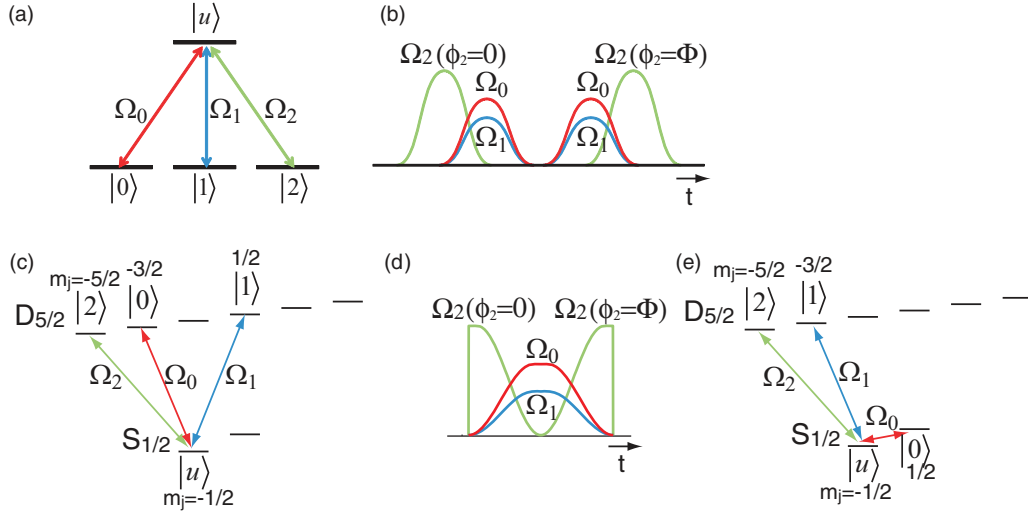 (a)
|u⟩
Ω₀
Ω₁
Ω₂
|0⟩
|1⟩
|2⟩
(b)
Ω₂(ϕ₂=0)
Ω₂(ϕ₂=Φ)
Ω₀
Ω₀
Ω₁
Ω₁
t
(c)
mⱼ=-5/2
-3/2
1/2
|2⟩
|0⟩
|1⟩
D5/2
Ω₂
Ω₀
Ω₁
S1/2
|u⟩
mⱼ=-1/2
(d)
Ω₂(ϕ₂=0)
Ω₂(ϕ₂=Φ)
Ω₀
Ω₁
t
(e)
mⱼ=-5/2
-3/2
|2⟩
|1⟩
D5/2
Ω₂
Ω₁
Ω₀
S1/2
|u⟩
|0⟩
1/2
mⱼ=-1/2